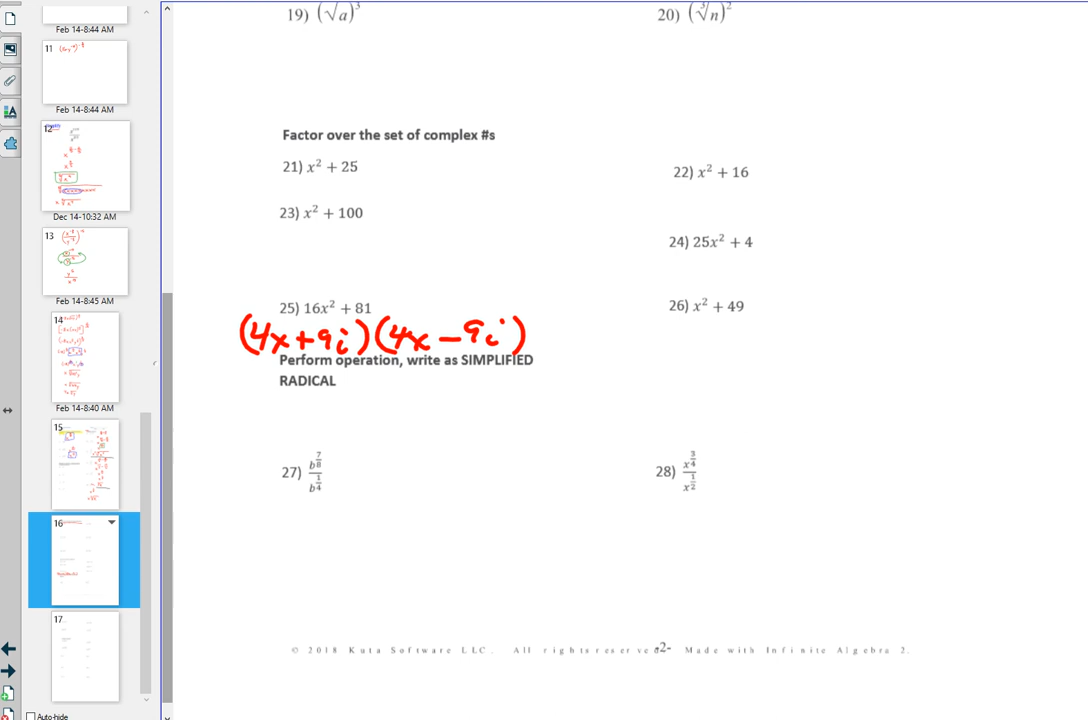 Feb 14-8:44 AM
11
Feb 14-8:44 AM
12
Dec 14-10:32 AM
13
Feb 14-8:45 AM
14
Feb 14-8:40 AM
15
16
17
Auto-hide
19) (√a)³
20) (∛n)²
Factor over the set of complex #s
21) x² + 25
22) x² + 16
23) x² + 100
24) 25x² + 4
25) 16x² + 81
26) x² + 49
(4x+9i)(4x−9i)
Perform operation, write as SIMPLIFIED
RADICAL
27) b^(7/8) / b^(1/4)
28) x^(3/4) / x^(1/2)
© 2018 Kuta Software LLC. All rights reserved. -2- Made with Infinite Algebra 2.